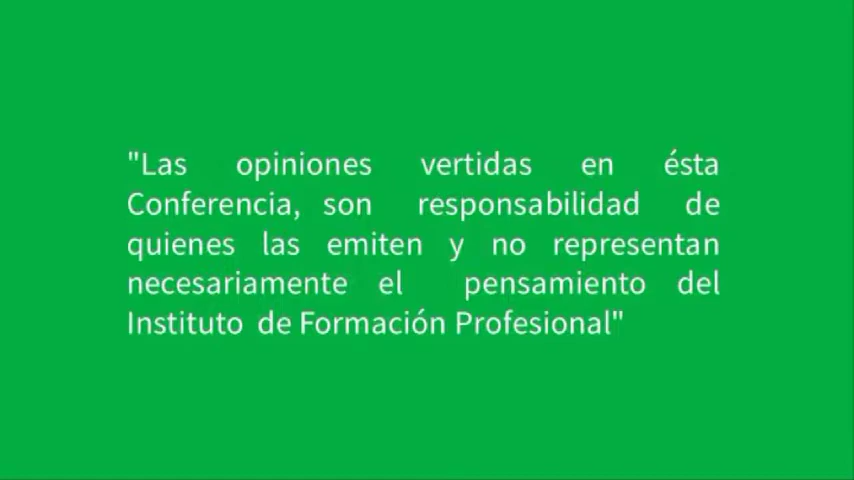 "Las opiniones vertidas en ésta
Conferencia, son responsabilidad de
quienes las emiten y no representan
necesariamente el pensamiento del
Instituto de Formación Profesional"